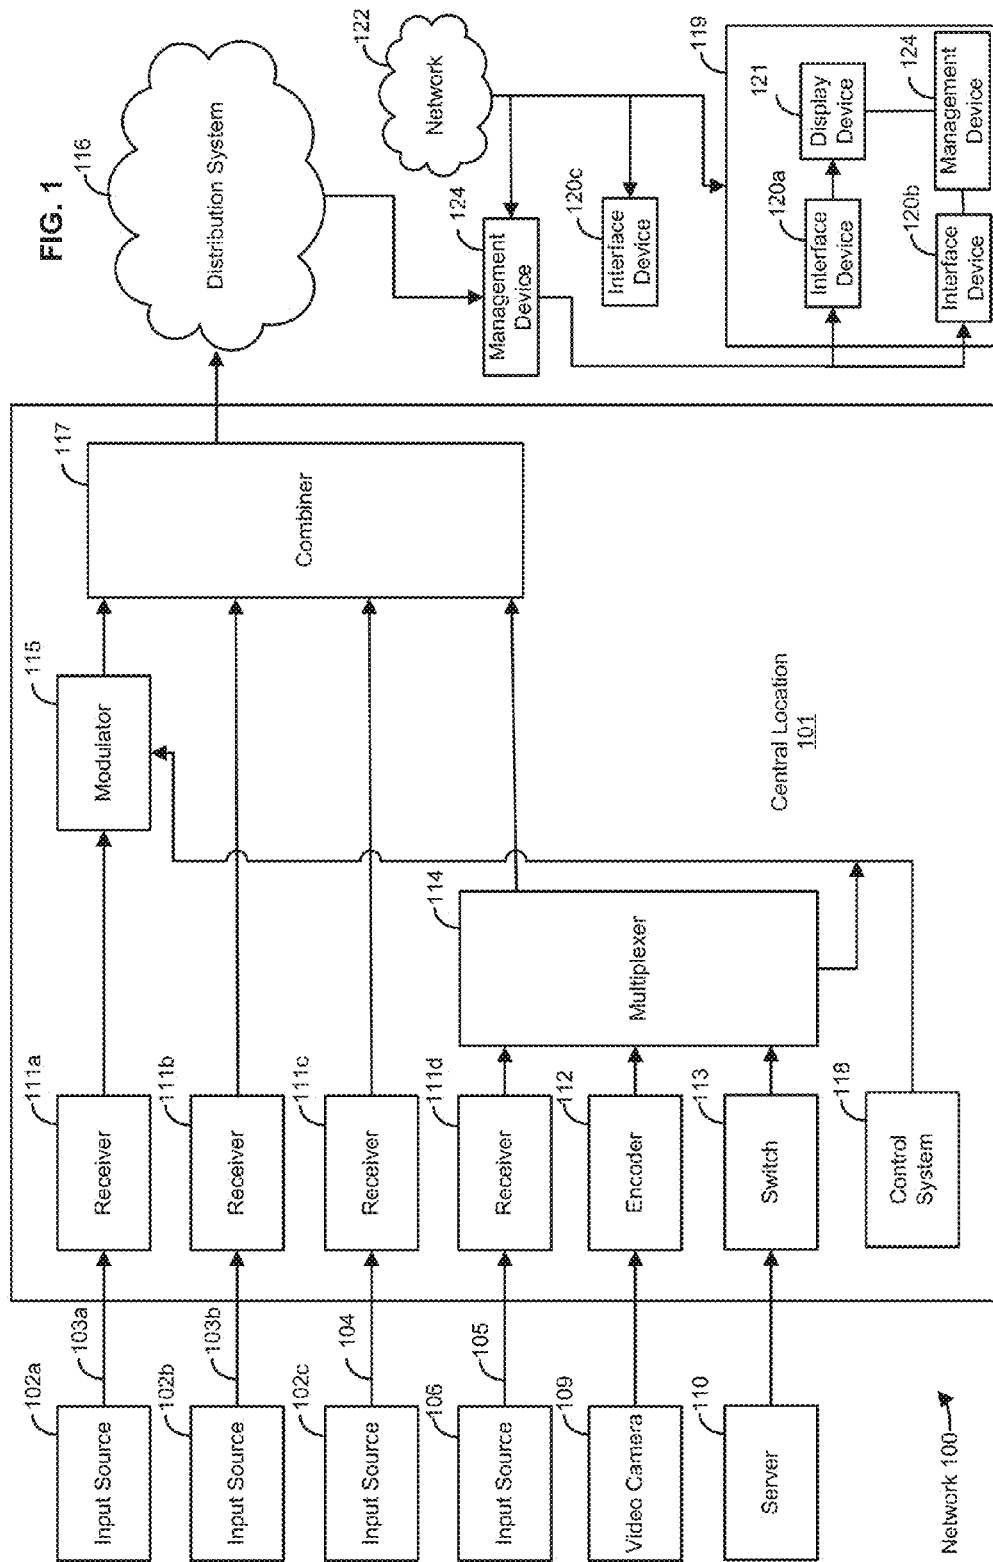 FIG. 1
102a
Input Source
103a
111a
Receiver
115
Modulator
117
Combiner
116
Distribution System
102b
Input Source
103b
111b
Receiver
102c
Input Source
104
111c
Receiver
106
Input Source
105
111d
Receiver
114
Multiplexer
109
Video Camera
112
Encoder
110
Server
113
Switch
118
Control
System
Central Location
101
122
Network
124
Management
Device
120c
Interface
Device
119
120a
Interface
Device
121
Display
Device
120b
Interface
Device
124
Management
Device
Network 100